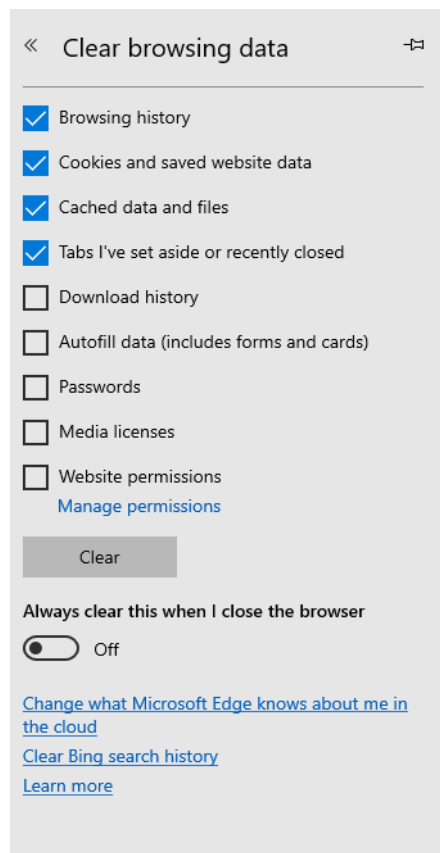 Clear browsing data
Browsing history
Cookies and saved website data
Cached data and files
Tabs I've set aside or recently closed
Download history
Autofill data (includes forms and cards)
Passwords
Media licenses
Website permissions
Manage permissions
Clear
Always clear this when I close the browser
Off
Change what Microsoft Edge knows about me in
the cloud
Clear Bing search history
Learn more